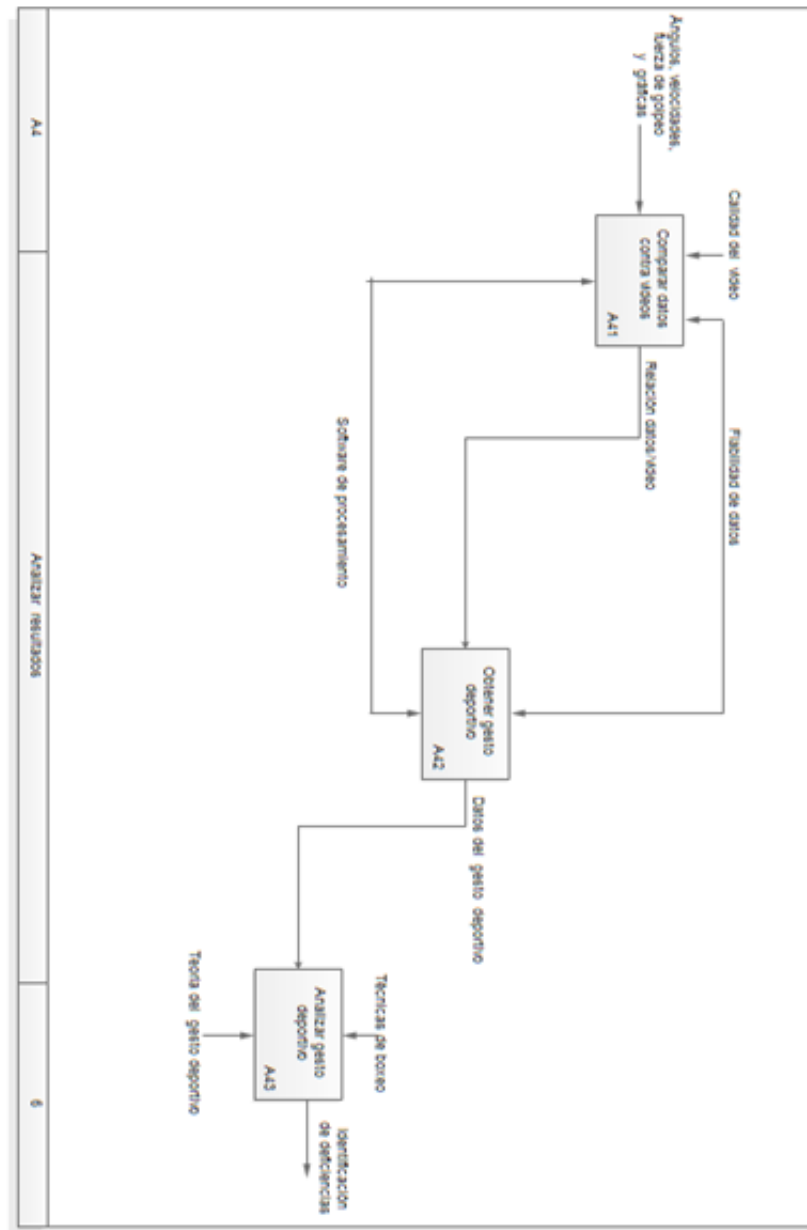 Calidad del video
Fiabilidad de datos
Ángulos, velocidades,
fuerza de golpeo
y gráficas
Comparar datos
contra videos
A41
Relación datos/video
Técnicas de boxeo
Obtener gesto
deportivo
A42
Datos del gesto deportivo
Software de procesamiento
Analizar gesto
deportivo
A43
Identificación
de deficiencias
Teoría del gesto deportivo
A4
Analizar resultados
6